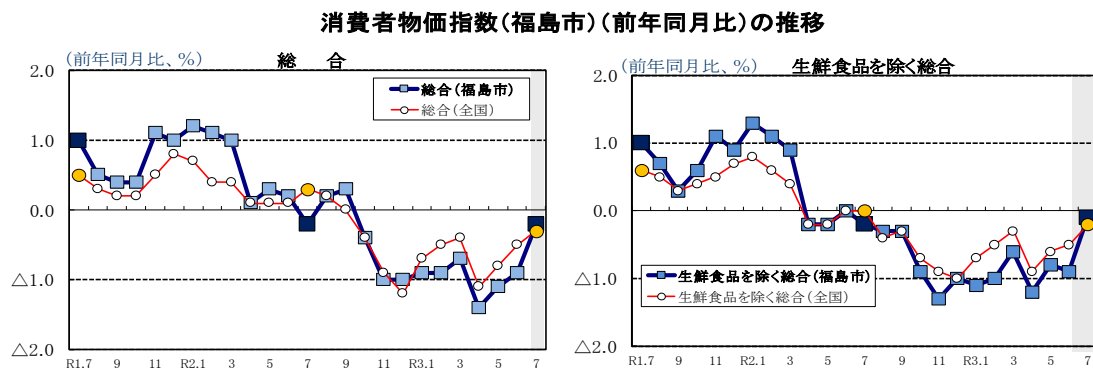 消費者物価指数(福島市)(前年同月比)の推移
(前年同月比、%)
総　合
2.0
1.0
0.0
△1.0
△2.0
総合(福島市)
総合(全国)
R1.7 9 11 R2.1 3 5 7 9 11 R3.1 3 5 7
(前年同月比、%)
生鮮食品を除く総合
2.0
1.0
0.0
△1.0
△2.0
生鮮食品を除く総合(福島市)
生鮮食品を除く総合(全国)
R1.7 9 11 R2.1 3 5 7 9 11 R3.1 3 5 7